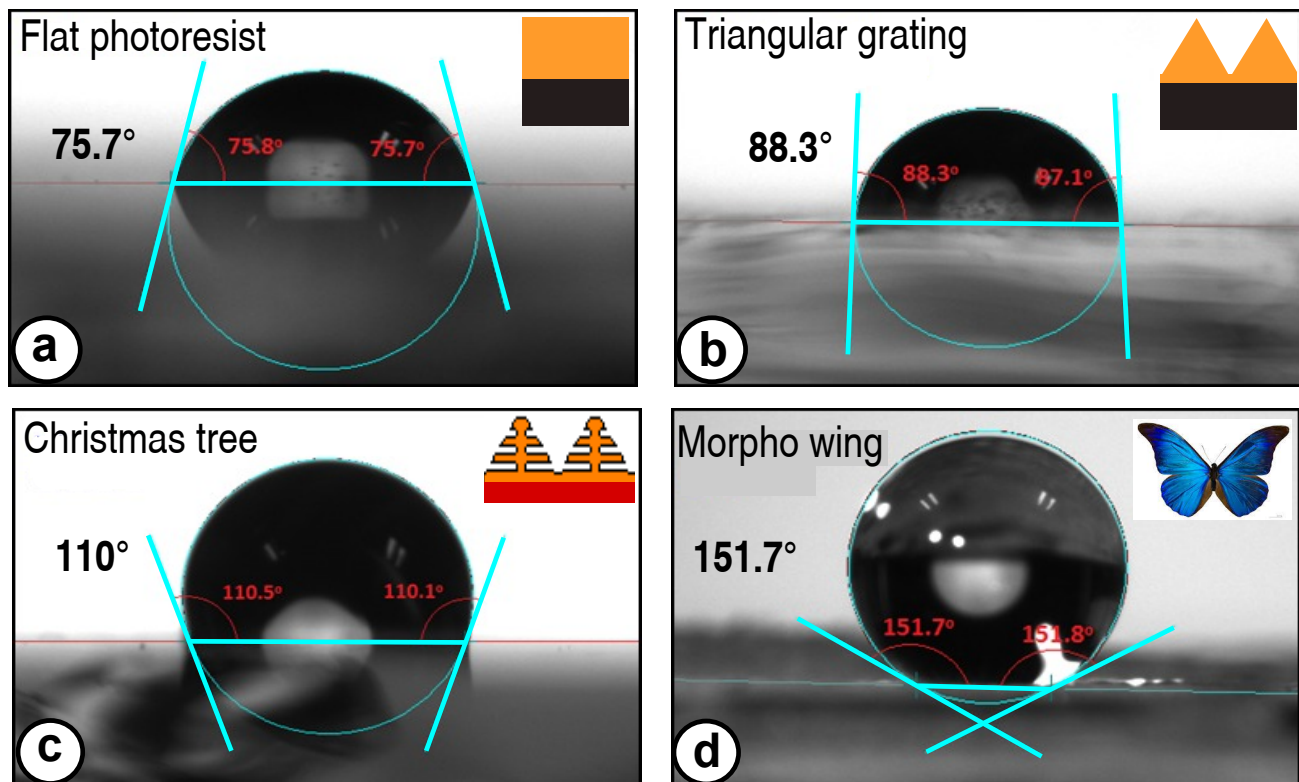 Flat photoresist
75.7°
75.8°
75.7°
a
Triangular grating
88.3°
88.3°
87.1°
b
Christmas tree
110°
110.5°
110.1°
c
Morpho wing
151.7°
151.7°
151.8°
d